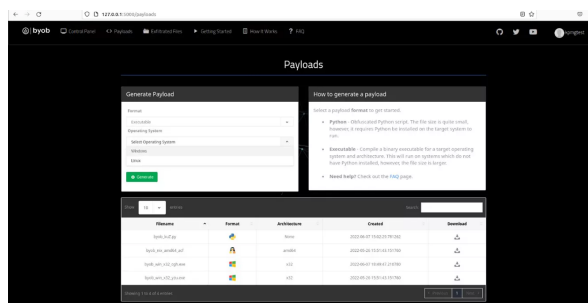 127.0.0.1:5000/payloads
byob Control Panel Payloads Exfiltrated Files Getting Started How It Works FAQ
Payloads
Generate Payload
Format
Executable
Operating System
Select Operating System
Windows
Linux
Generate
How to generate a payload
Select a payload format to get started.
Python - Obfuscated Python script. The file size is quite small,
however, it requires Python be installed on the target system to
run.
Executable - Compile a binary executable for a target operating
system and architecture. This will run on systems which do not
have Python installed, however, the file size is larger.
Need help? Check out the FAQ page.
Show 10 entries
Search:
Filename Format Architecture Created Download
None
amd64
x32
x32
Showing 1 to 4 of 4 entries
Previous 1 Next